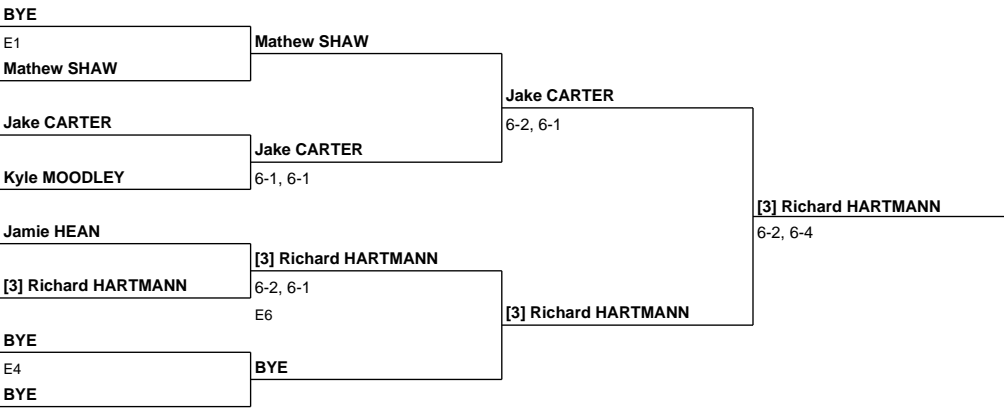 BYE
E1
Mathew SHAW
Mathew SHAW
Jake CARTER
6-2, 6-1
Jake CARTER
Jake CARTER
Kyle MOODLEY
6-1, 6-1
[3] Richard HARTMANN
6-2, 6-4
Jamie HEAN
[3] Richard HARTMANN
[3] Richard HARTMANN
6-2, 6-1
E6
[3] Richard HARTMANN
BYE
E4
BYE
BYE